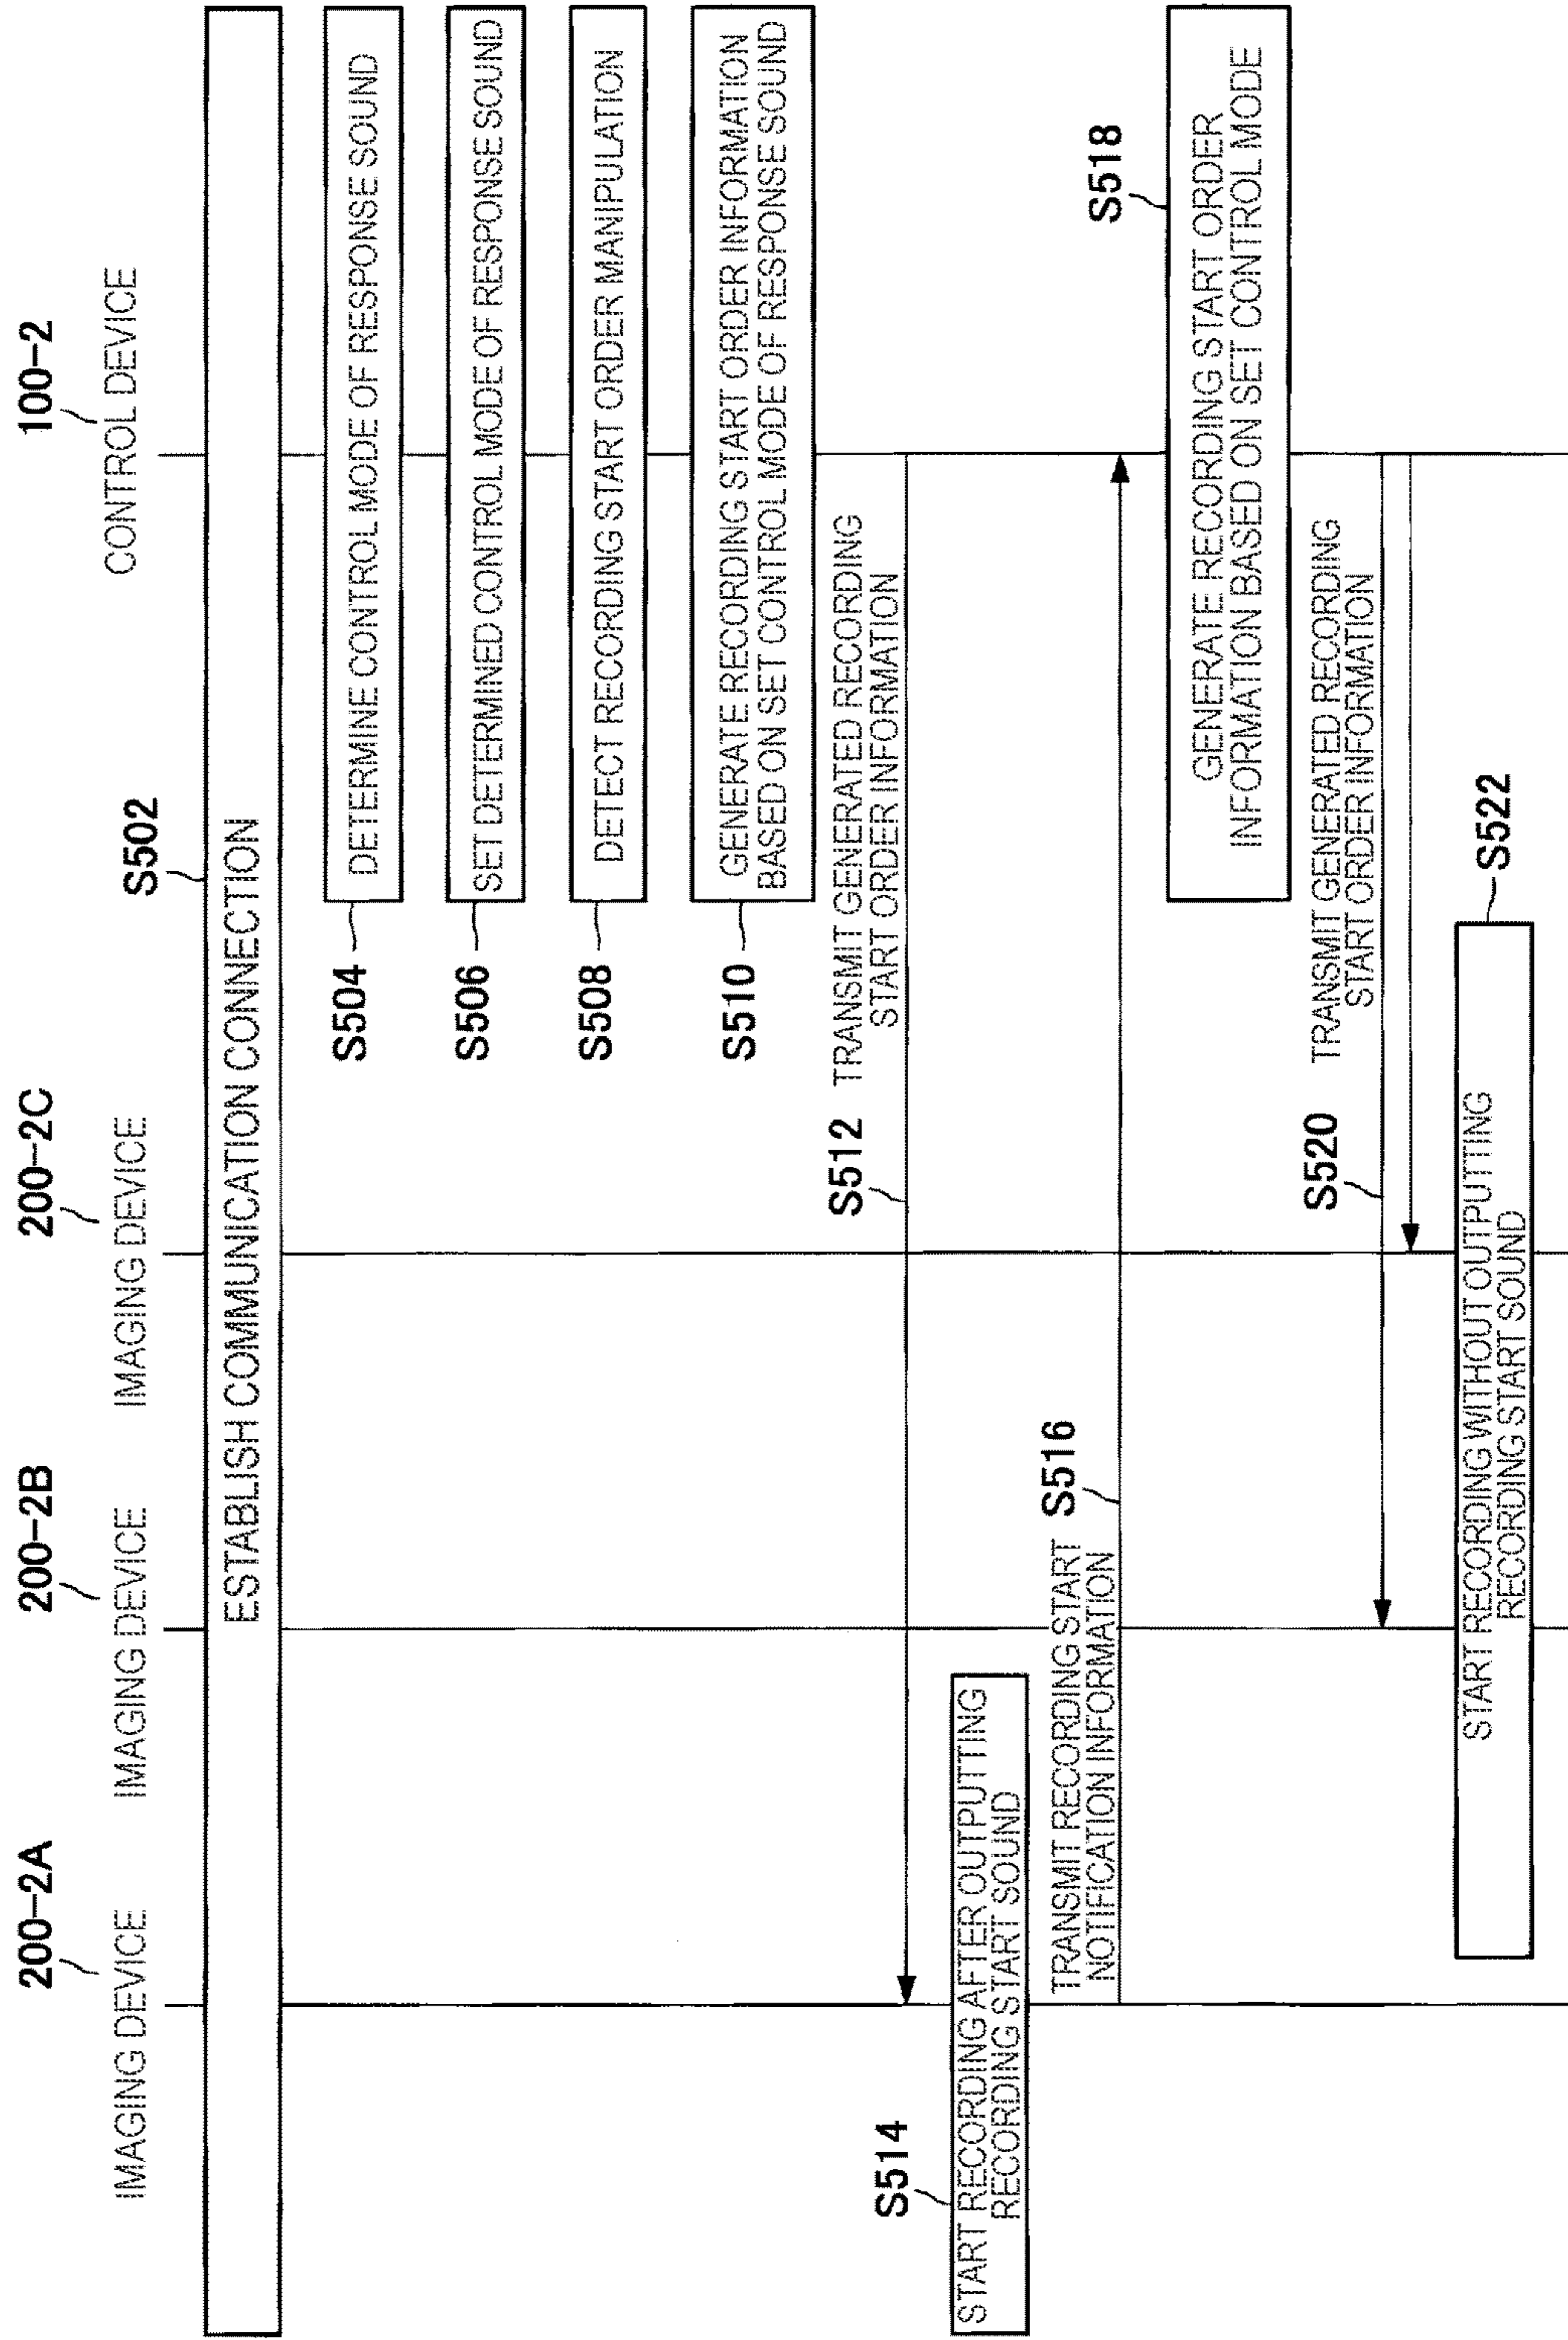 200-2A
IMAGING DEVICE
200-2B
IMAGING DEVICE
200-2C
IMAGING DEVICE
100-2
CONTROL DEVICE
S502
ESTABLISH COMMUNICATION CONNECTION
S504
DETERMINE CONTROL MODE OF RESPONSE SOUND
S506
SET DETERMINED CONTROL MODE OF RESPONSE SOUND
S508
DETECT RECORDING START ORDER MANIPULATION
S510
GENERATE RECORDING START ORDER INFORMATION
BASED ON SET CONTROL MODE OF RESPONSE SOUND
S512
TRANSMIT GENERATED RECORDING
START ORDER INFORMATION
S514
START RECORDING AFTER OUTPUTTING
RECORDING START SOUND
TRANSMIT RECORDING START
NOTIFICATION INFORMATION
S516
S518
GENERATE RECORDING START ORDER
INFORMATION BASED ON SET CONTROL MODE
S520
TRANSMIT GENERATED RECORDING
START ORDER INFORMATION
S522
START RECORDING WITHOUT OUTPUTTING
RECORDING START SOUND